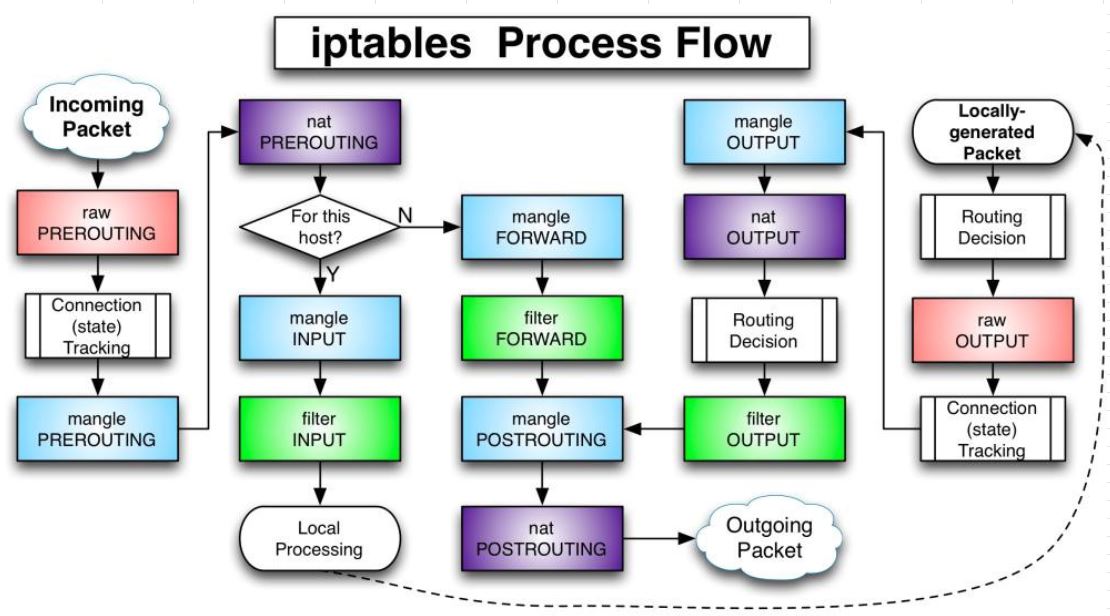 iptables Process Flow
Incoming
Packet
raw
PREROUTING
Connection
(state)
Tracking
mangle
PREROUTING
nat
PREROUTING
For this
host?
N
Y
mangle
INPUT
filter
INPUT
Local
Processing
mangle
FORWARD
filter
FORWARD
mangle
POSTROUTING
nat
POSTROUTING
Outgoing
Packet
mangle
OUTPUT
nat
OUTPUT
Routing
Decision
filter
OUTPUT
Locally-
generated
Packet
Routing
Decision
raw
OUTPUT
Connection
(state)
Tracking